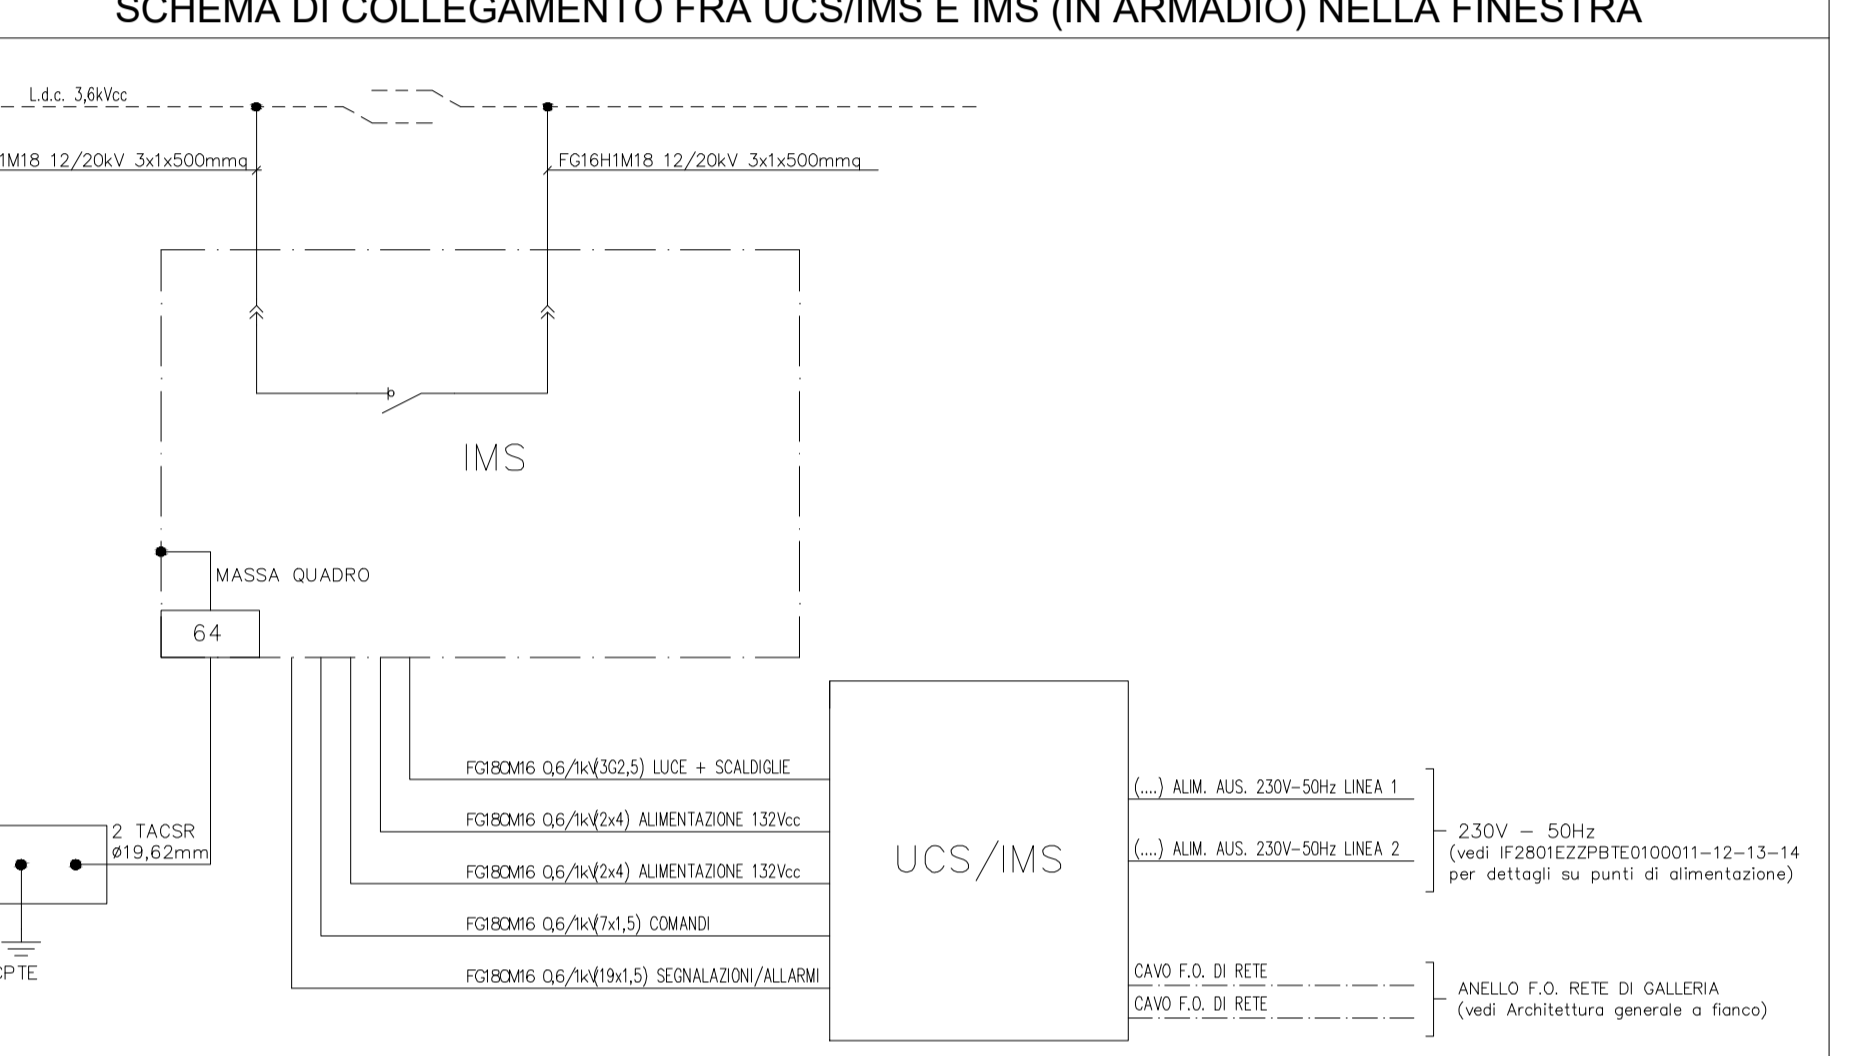 SCHEMA DI COLLEGAMENTO FRA UCS/IMS E IMS (IN ARMADIO) NELLA FINESTRA
L.d.c. 3,6kVcc
1M18 12/20kV 3x1x500mmq
FG16H1M18 12/20kV 3x1x500mmq
IMS
MASSA QUADRO
64
FG18OM16 0,6/1kV(3G2,5) LUCE + SCALDIGLIE
FG18OM16 0,6/1kV(2x4) ALIMENTAZIONE 132Vcc
FG18OM16 0,6/1kV(2x4) ALIMENTAZIONE 132Vcc
FG18OM16 0,6/1kV(7x1,5) COMANDI
FG18OM16 0,6/1kV(19x1,5) SEGNALAZIONI/ALLARMI
2 TACSR
ø19,62mm
CPTE
UCS/IMS
(....) ALIM. AUS. 230V-50Hz LINEA 1
(....) ALIM. AUS. 230V-50Hz LINEA 2
230V - 50Hz
(vedi IF2801EZZPBTE0100011-12-13-14
per dettagli su punti di alimentazione)
CAVO F.O. DI RETE
CAVO F.O. DI RETE
ANELLO F.O. RETE DI GALLERIA
(vedi Architettura generale a fianco)